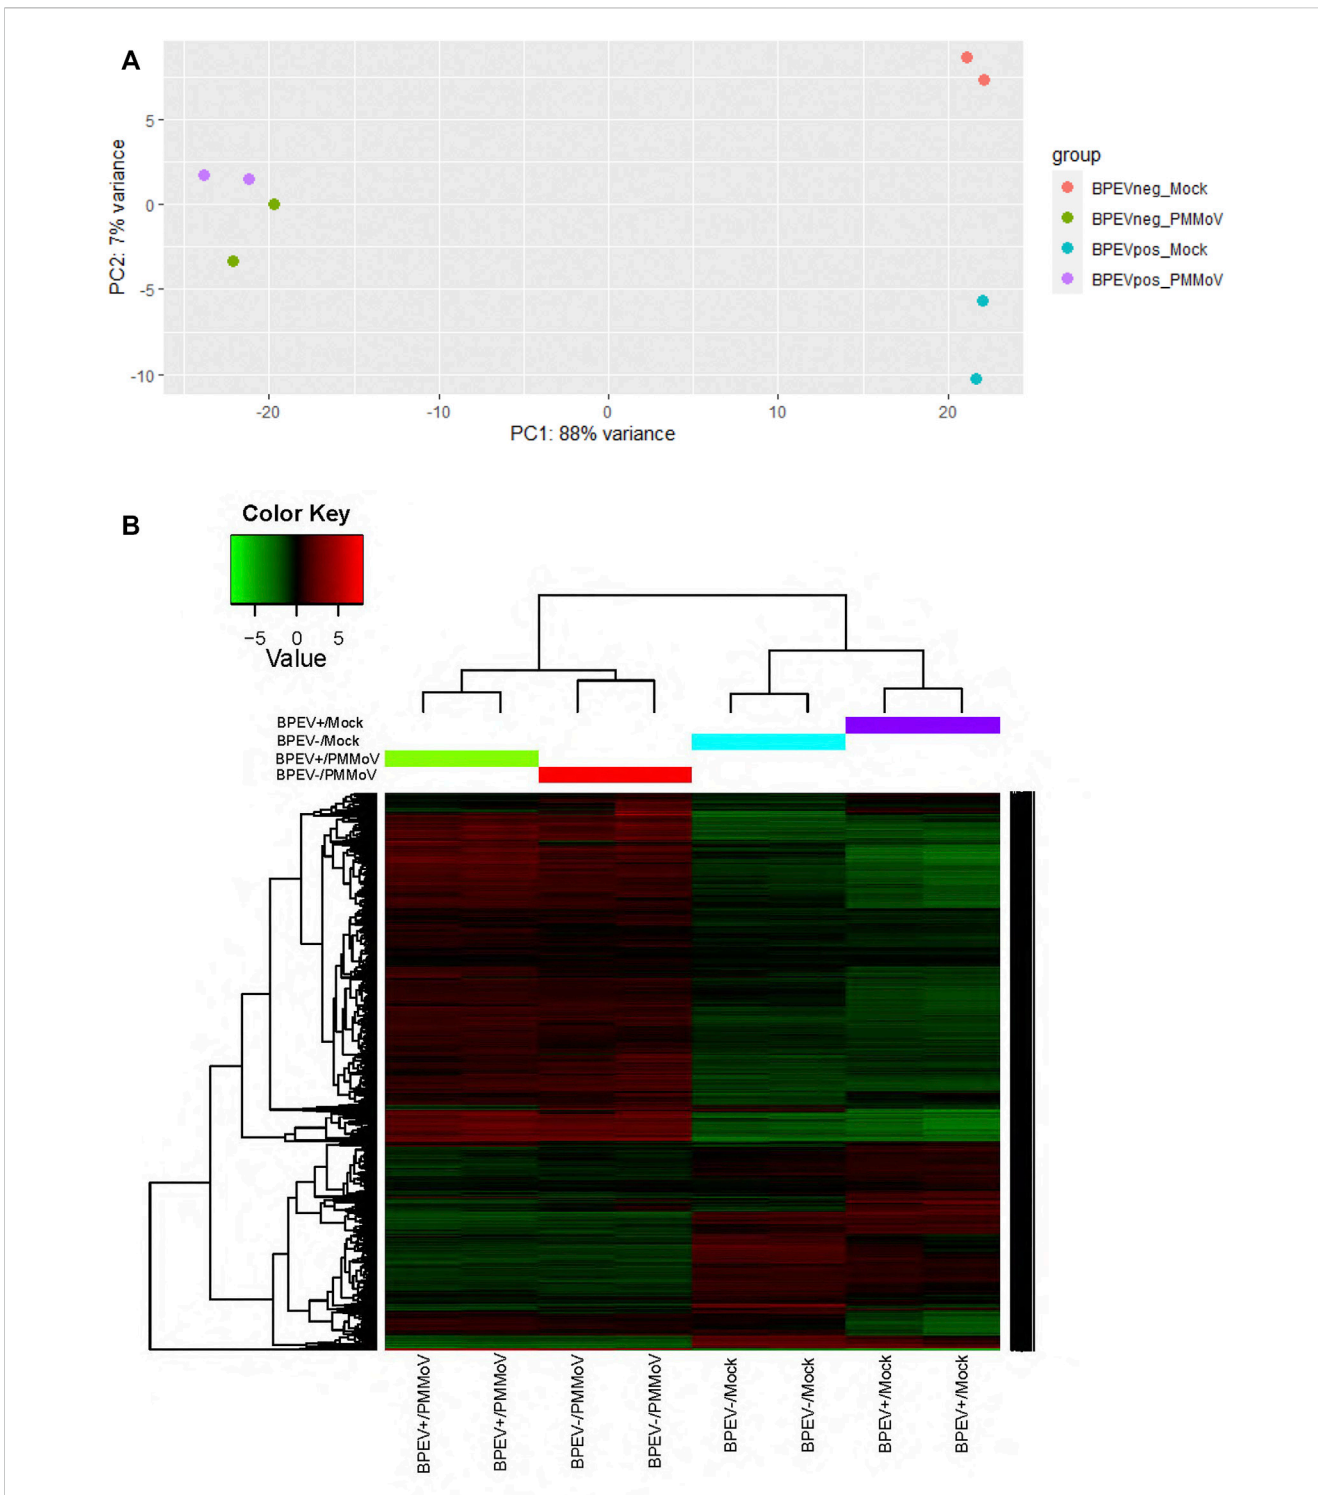 A
5
0
-5
-10
PC2: 7% variance
-20
-10
0
10
20
PC1: 88% variance
group
BPEVneg_Mock
BPEVneg_PMMoV
BPEVpos_Mock
BPEVpos_PMMoV
B
Color Key
−5 0 5
Value
BPEV+/Mock
BPEV-/Mock
BPEV+/PMMoV
BPEV-/PMMoV
BPEV+/PMMoV
BPEV+/PMMoV
BPEV-/PMMoV
BPEV-/PMMoV
BPEV-/Mock
BPEV-/Mock
BPEV+/Mock
BPEV+/Mock